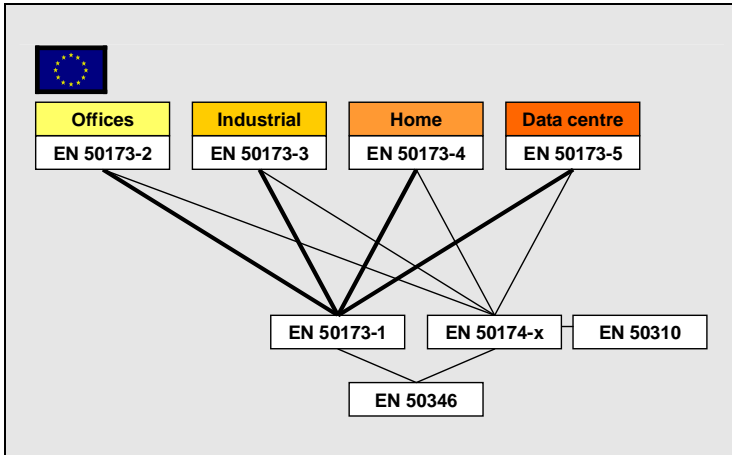 Offices
Industrial
Home
Data centre
EN 50173-2
EN 50173-3
EN 50173-4
EN 50173-5
EN 50173-1
EN 50174-x
EN 50310
EN 50346